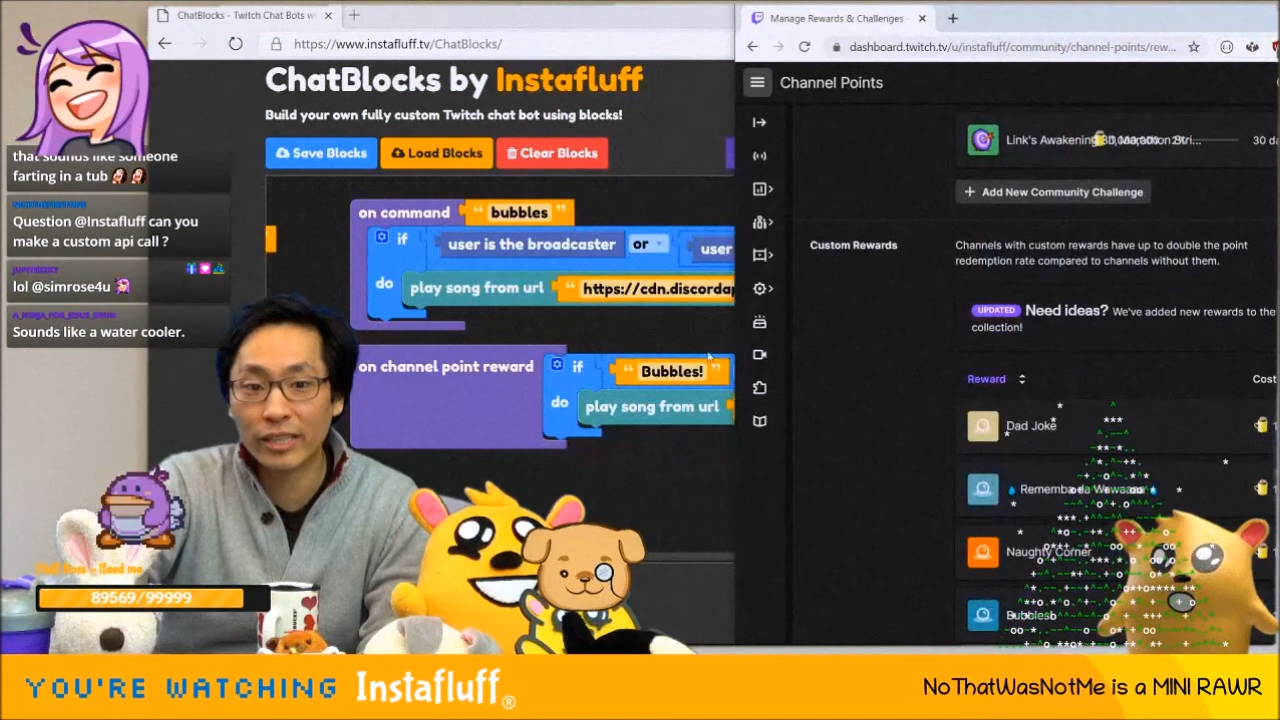 ChatBlocks - Twitch Chat Bots w
Manage Rewards & Challenges -
https://www.instafluff.tv/ChatBlocks/
dashboard.twitch.tv/u/instafluff/community/channel-points/rew...
ChatBlocks by Instafluff
Build your own fully custom Twitch chat bot using blocks!
Save Blocks
Load Blocks
Clear Blocks
Channel Points
that sounds like someone
farting in a tub
Question @Instafluff can you
make a custom api call ?
lol @simrose4u
Sounds like a water cooler.
on command " bubbles "
if user is the broadcaster or user
do play song from url " https://cdn.discordap
on channel point reward if " Bubbles! "
do play song from url
Link's Awakening
Stri...
30 da
+ Add New Community Challenge
Custom Rewards
Channels with custom rewards have up to double the point
redemption rate compared to channels without them.
UPDATED Need ideas? We've added new rewards to the
collection!
Reward
Cost
Dad Joke
Rememba da Wawaaa
Naughty Corner
Bubbles!
89569/99999
YOU'RE WATCHING Instafluff®
NoThatWasNotMe is a MINI RAWR